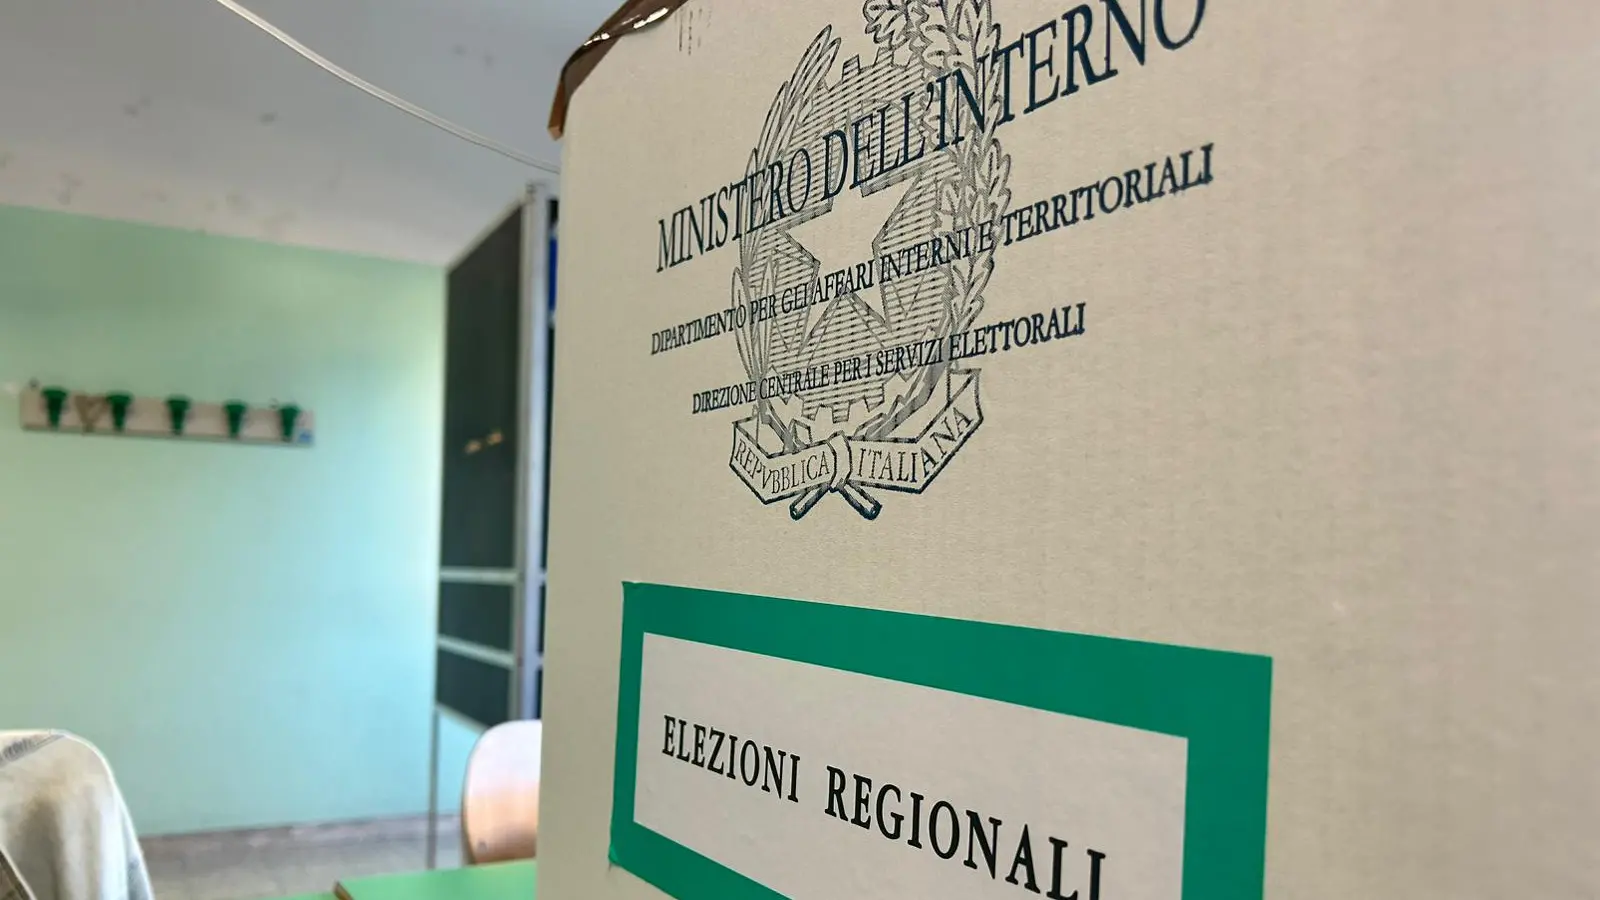 MINISTERO DELL'INTERNO
DIPARTIMENTO PER GLI AFFARI INTERNI E TERRITORIALI
DIREZIONE CENTRALE PER I SERVIZI ELETTORALI
REPVBBLICA ITALIANA
ELEZIONI REGIONALI